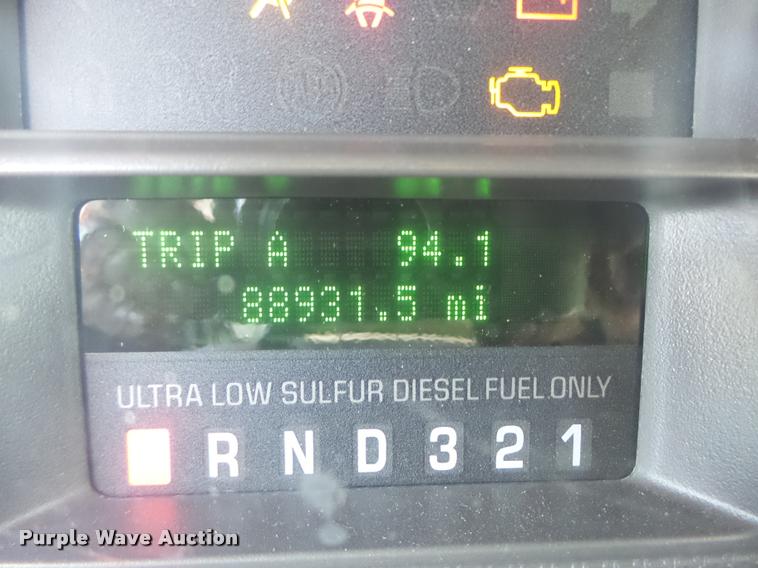 TRIP A 94.1
88931.5 mi
ULTRA LOW SULFUR DIESEL FUEL ONLY
R N D 3 2 1
Purple Wave Auction